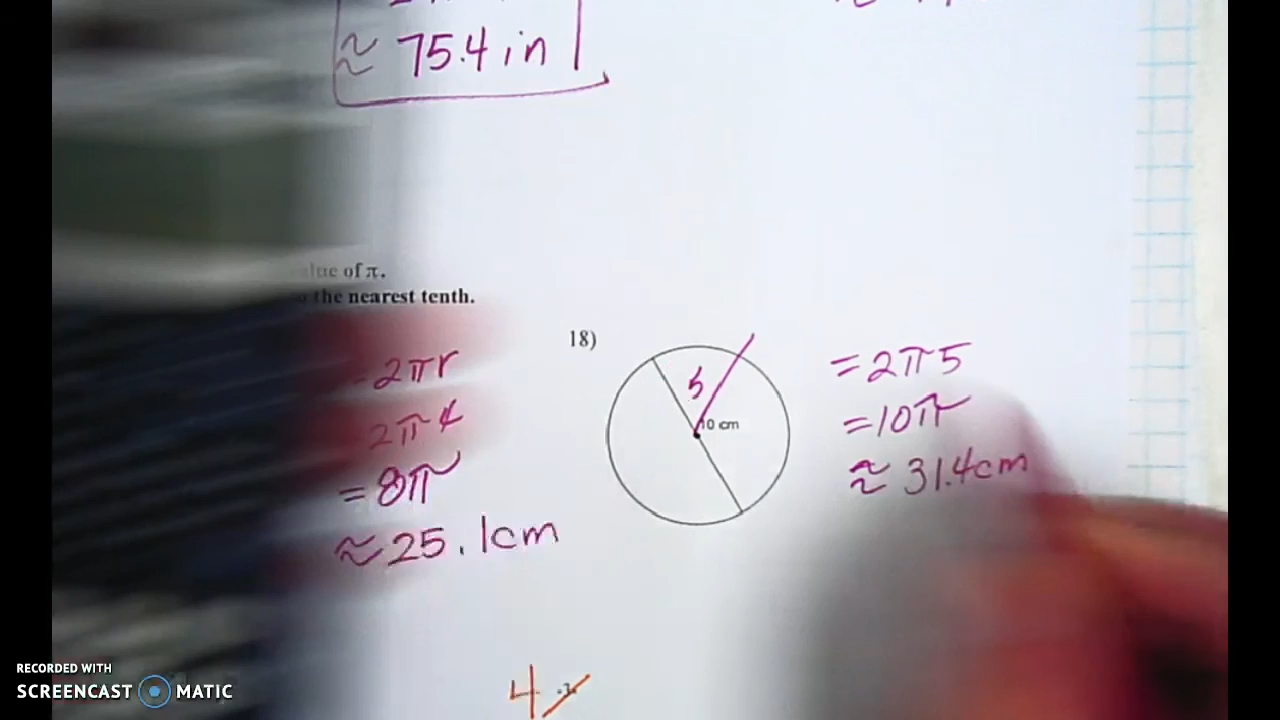 ≈ 75.4 in
of π.
the nearest tenth.
18)
2πr
2π4
= 8π
≈ 25.1cm
5
10 cm
= 2π5
= 10π
≈ 31.4cm
4
RECORDED WITH
SCREENCAST MATIC